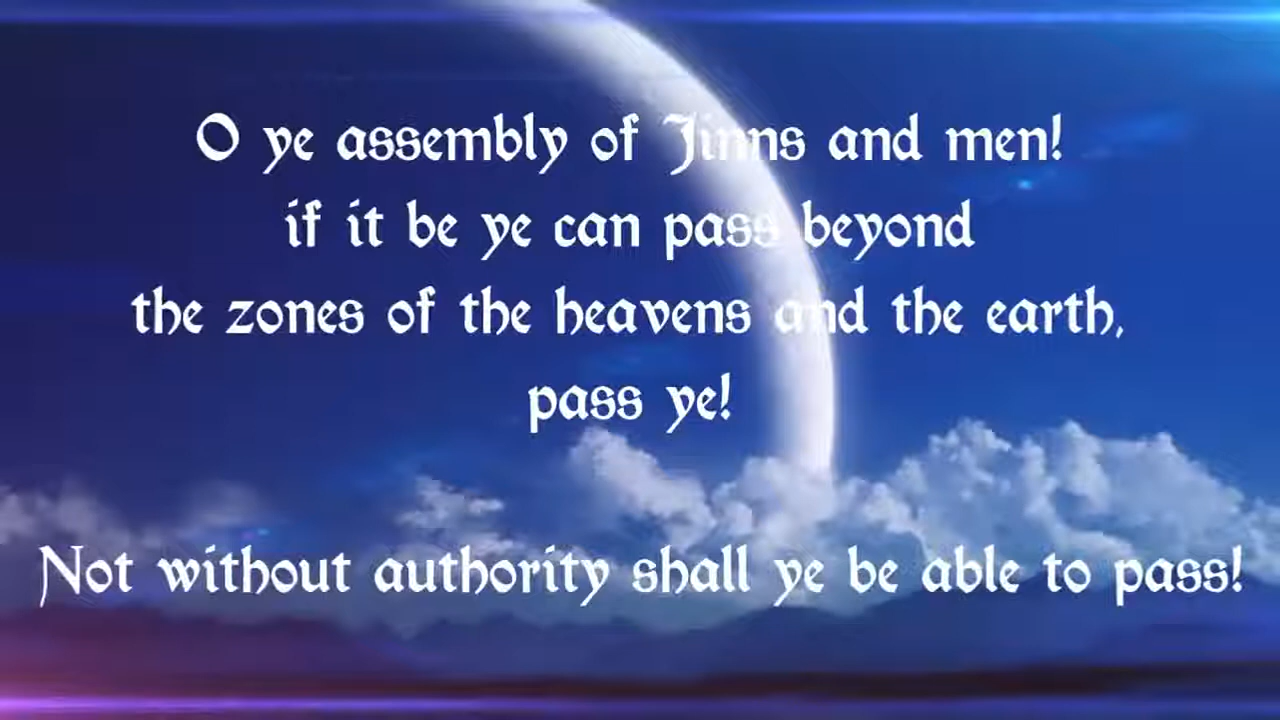 O ye assembly of Jinns and men!
if it be ye can pass beyond
the zones of the heavens and the earth,
pass ye!
Not without authority shall ye be able to pass!